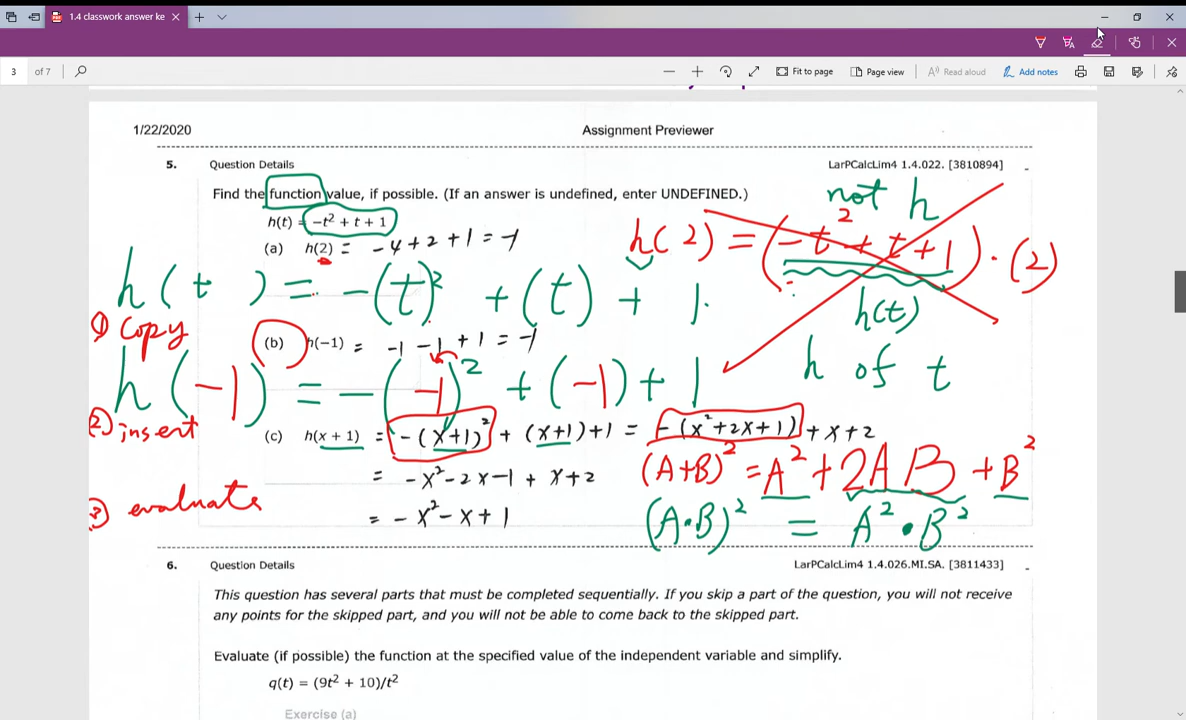 1.4 classwork answer ke
3 of 7 Fit to page Page view Read aloud Add notes
1/22/2020 Assignment Previewer
5. Question Details LarPCalcLim4 1.4.022. [3810894]
Find the function value, if possible. (If an answer is undefined, enter UNDEFINED.)
not h
h(t) = −t² + t + 1
h(2) = (−t² + t + 1) · (2)
(a) h(2) = -4+2+1 = -1
h(t) = -(t)² + (t) + 1.
h(t)
① copy
(b) h(−1) = -1 -1 +1 = -1
h of t
h(-1) = -(-1)² + (-1) + 1
② insert
(c) h(x + 1) = -(x+1)² + (x+1)+1 = -(x²+2x+1) + x+2
= -x²-2x-1 + x+2
(A+B)² = A² + 2AB + B²
③ evaluate
= -x²-x+1
(A·B)² = A²·B²
6. Question Details LarPCalcLim4 1.4.026.MI.SA. [3811433]
This question has several parts that must be completed sequentially. If you skip a part of the question, you will not receive
any points for the skipped part, and you will not be able to come back to the skipped part.
Evaluate (if possible) the function at the specified value of the independent variable and simplify.
q(t) = (9t² + 10)/t²
Exercise (a)